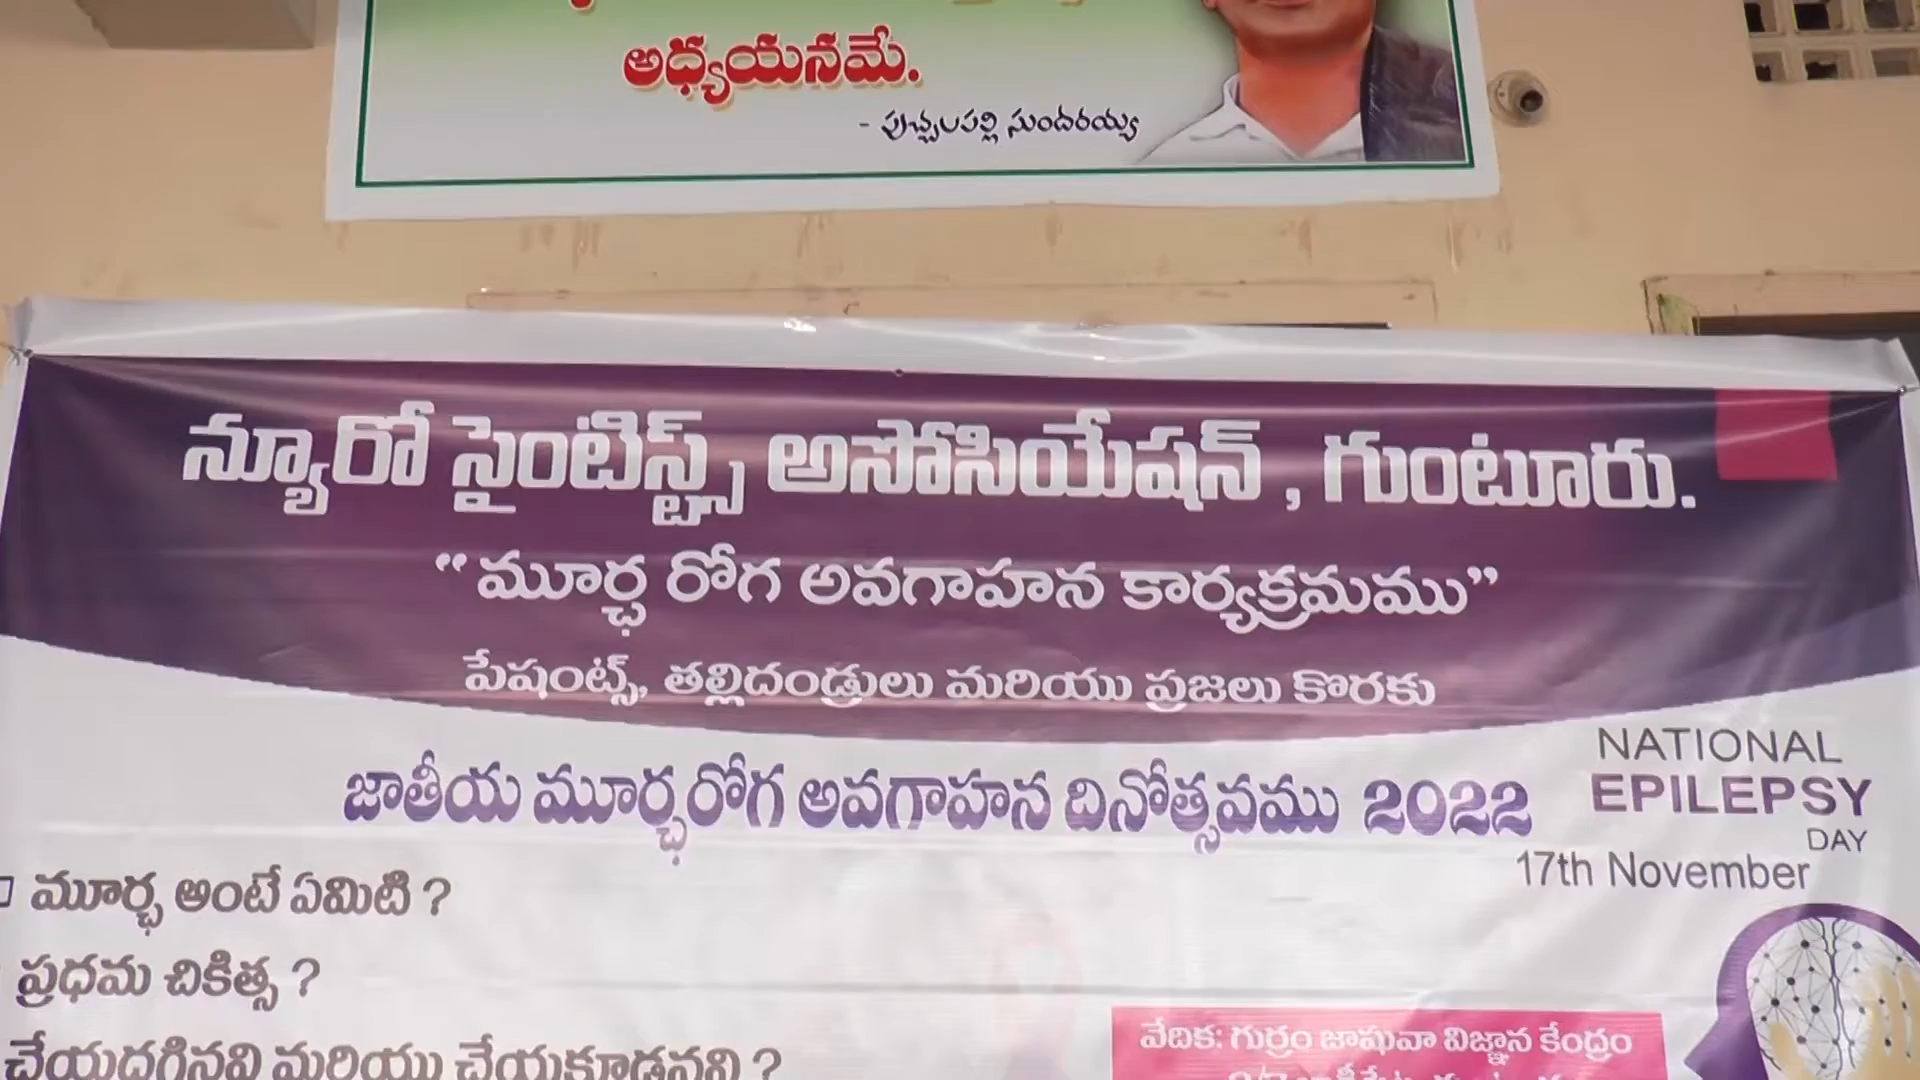 అధ్యయనమే.
- పుచ్చలపల్లి సుందరయ్య
న్యూరో సైంటిస్ట్స్ అసోసియేషన్, గుంటూరు.
“మూర్ఛ రోగ అవగాహన కార్యక్రమము”
పేషంట్స్, తల్లిదండ్రులు మరియు ప్రజలు కొరకు
జాతీయ మూర్ఛరోగ అవగాహన దినోత్సవము 2022
NATIONAL
EPILEPSY
DAY
17th November
మూర్ఛ అంటే ఏమిటి ?
ప్రధమ చికిత్స ?
చేయదగినవి మరియు చేయకూడనవి ?
వేదిక: గుర్రం జాషువా విజ్ఞాన కేంద్రం